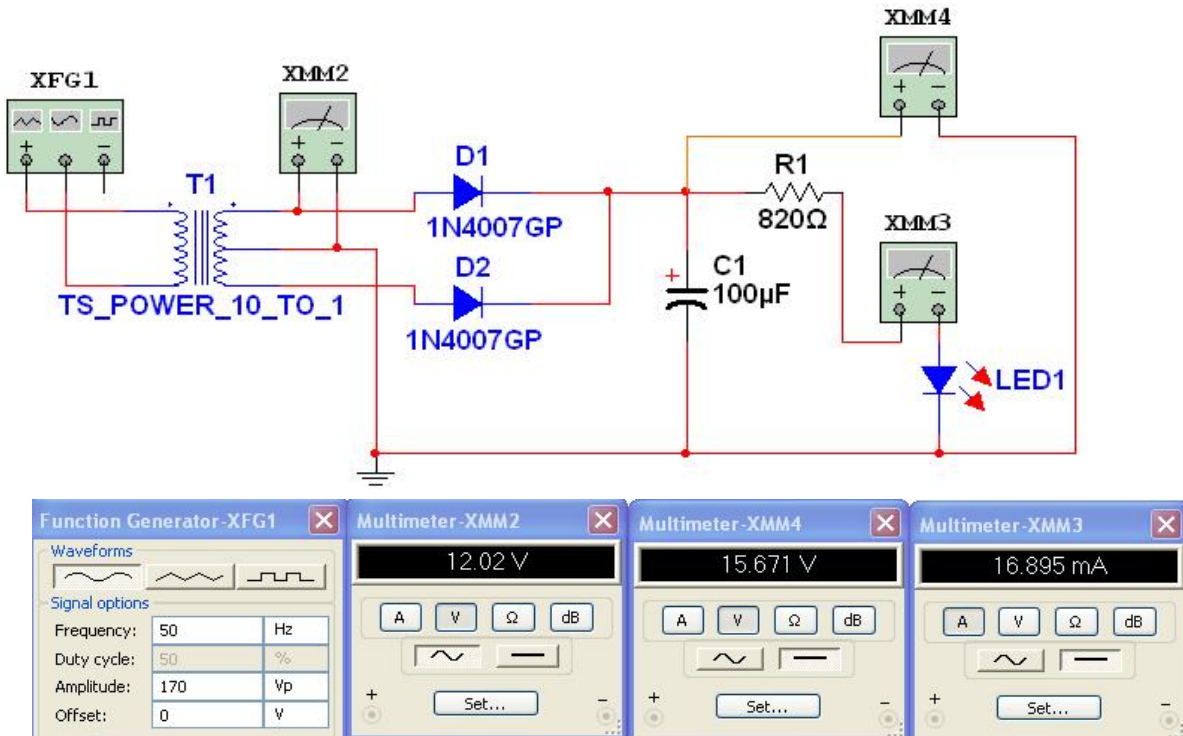 XMM4
XFG1
XMM2
+
−
+
−
+
−
D1
T1
R1
1N4007GP
820Ω
XMM3
D2
+
C1
+
−
TS_POWER_10_TO_1
100µF
1N4007GP
LED1
Function Generator-XFG1
Waveforms
Signal options
Frequency: 50 Hz
Duty cycle: 50 %
Amplitude: 170 Vp
Offset: 0 V
Multimeter-XMM2
12.02 V
A V Ω dB
+ Set... −
Multimeter-XMM4
15.671 V
A V Ω dB
+ Set... −
Multimeter-XMM3
16.895 mA
A V Ω dB
+ Set... −